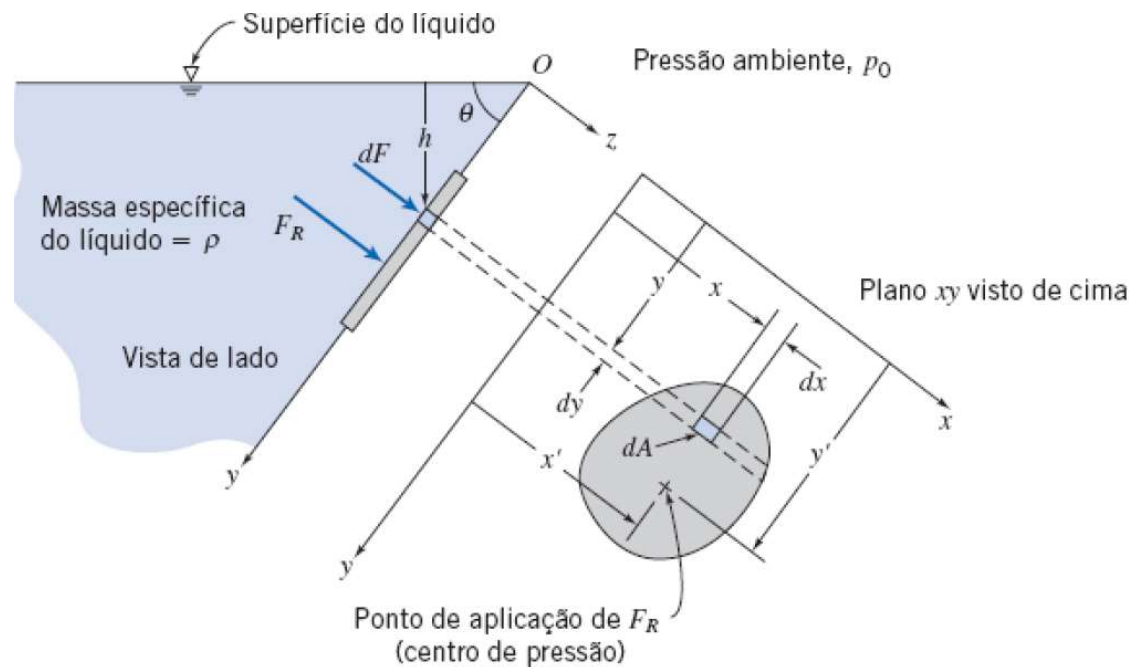 Superfície do líquido
O
Pressão ambiente, p₀
θ
h
z
dF
Massa específica
do líquido = ρ
F_R
y
x
Plano xy visto de cima
Vista de lado
dx
dy
x
dA
y'
x'
y
y
Ponto de aplicação de F_R
(centro de pressão)